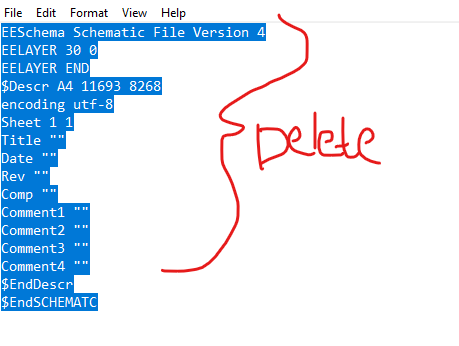 File Edit Format View Help
EESchema Schematic File Version 4
EELAYER 30 0
EELAYER END
$Descr A4 11693 8268
encoding utf-8
Sheet 1 1
Title ""
Date ""
Rev ""
Comp ""
Comment1 ""
Comment2 ""
Comment3 ""
Comment4 ""
$EndDescr
$EndSCHEMATC
Delete